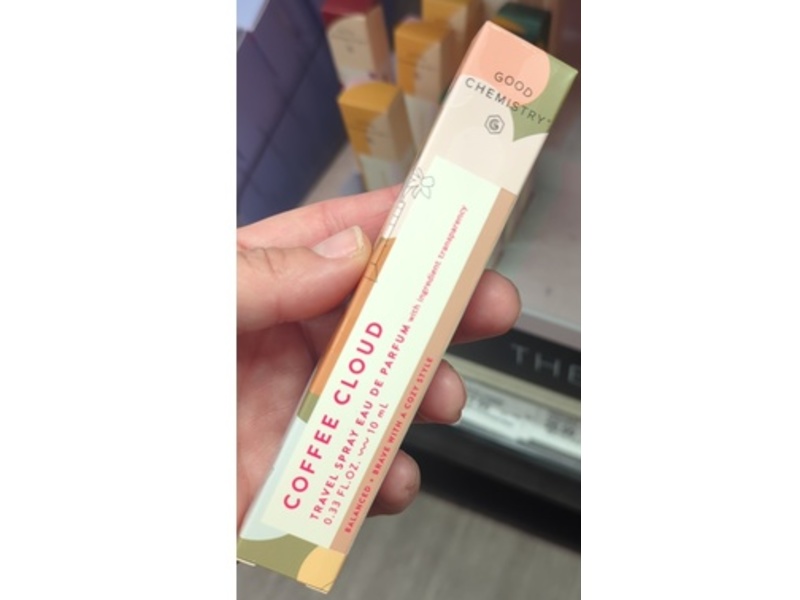 GOOD
CHEMISTRY
G
COFFEE CLOUD
TRAVEL SPRAY EAU DE PARFUM with ingredient transparency
0.33 FL.OZ. 10 mL
BALANCED + BRAVE WITH A COZY STYLE
THE